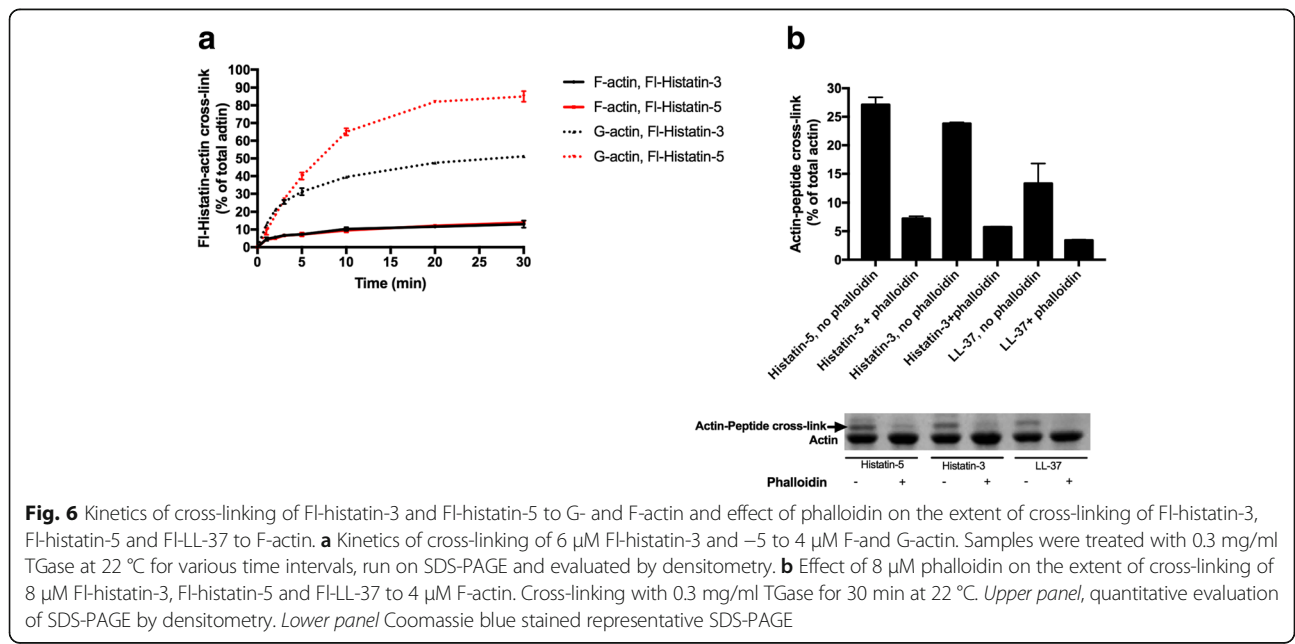 a
Fl-Histatin-actin cross-link
(% of total adtin)
100
90
80
70
60
50
40
30
20
10
0
0 5 10 15 20 25 30
Time (min)
F-actin, Fl-Histatin-3
F-actin, Fl-Histatin-5
G-actin, Fl-Histatin-3
G-actin, Fl-Histatin-5
b
Actin-peptide cross-link
(% of total actin)
30
25
20
15
10
5
0
Histatin-5, no phalloidin
Histatin-5 + phalloidin
Histatin-3, no phalloidin
Histatin-3+phalloidin
LL-37, no phalloidin
LL-37+ phalloidin
Actin-Peptide cross-link
Actin
Histatin-5 Histatin-3 LL-37
Phalloidin - + - + - +
Fig. 6 Kinetics of cross-linking of Fl-histatin-3 and Fl-histatin-5 to G- and F-actin and effect of phalloidin on the extent of cross-linking of Fl-histatin-3,
Fl-histatin-5 and Fl-LL-37 to F-actin. a Kinetics of cross-linking of 6 μM Fl-histatin-3 and −5 to 4 μM F-and G-actin. Samples were treated with 0.3 mg/ml
TGase at 22 °C for various time intervals, run on SDS-PAGE and evaluated by densitometry. b Effect of 8 μM phalloidin on the extent of cross-linking of
8 μM Fl-histatin-3, Fl-histatin-5 and Fl-LL-37 to 4 μM F-actin. Cross-linking with 0.3 mg/ml TGase for 30 min at 22 °C. Upper panel, quantitative evaluation
of SDS-PAGE by densitometry. Lower panel Coomassie blue stained representative SDS-PAGE